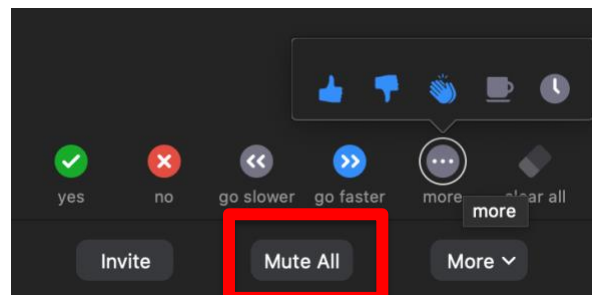 yes no go slower go faster more clear all
more
Invite Mute All More